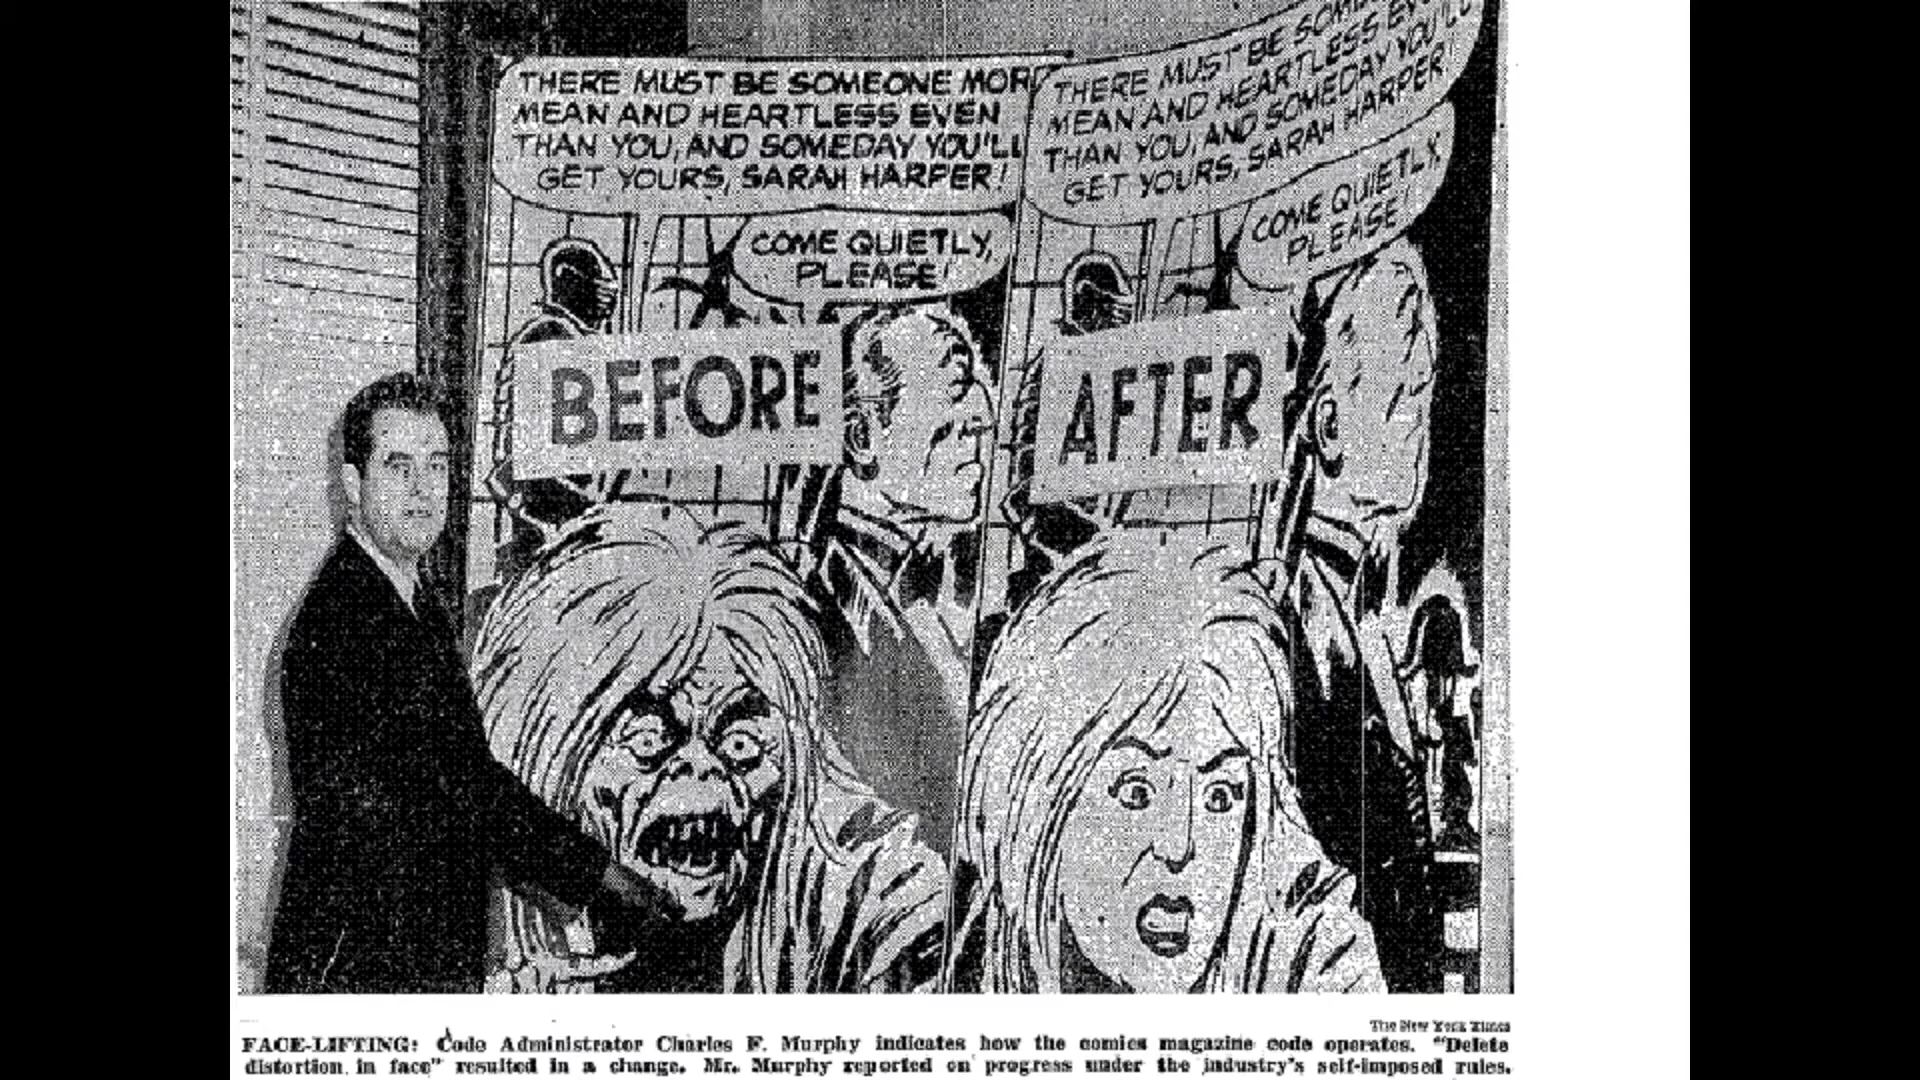 THERE MUST BE SOMEONE MORE
MEAN AND HEARTLESS EVEN
THAN YOU, AND SOMEDAY YOU'LL
GET YOURS, SARAH HARPER!
COME QUIETLY,
PLEASE!
BEFORE
THERE MUST BE SOME
MEAN AND HEARTLESS EV
THAN YOU, AND SOMEDAY YOU'LL
GET YOURS, SARAH HARPER!
COME QUIETLY,
PLEASE!
AFTER
The New York Times
FACE-LIFTING: Code Administrator Charles F. Murphy indicates how the comics magazine code operates. "Delete
distortion in face" resulted in a change. Mr. Murphy reported on progress under the industry's self-imposed rules.